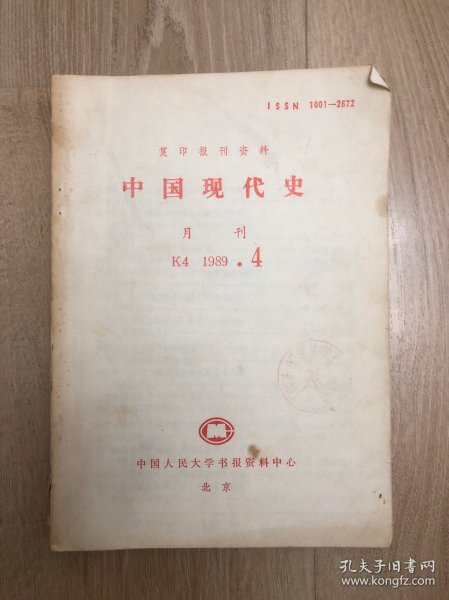 ISSN 1001—2672
复印报刊资料
中国现代史
月刊
K4 1989.4
中国人民大学书报资料中心
北京
孔夫子旧书网
www.kongfz.com